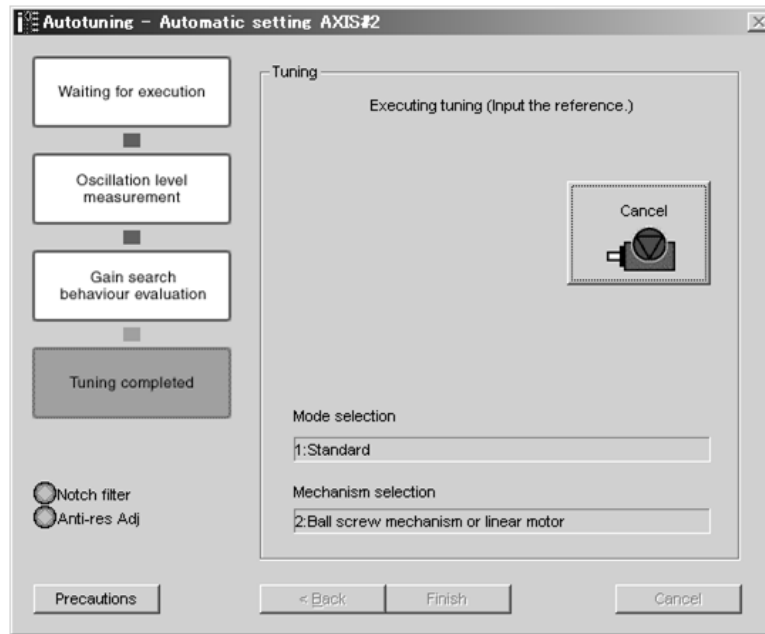 Autotuning - Automatic setting AXIS#2
Waiting for execution
Oscillation level
measurement
Gain search
behaviour evaluation
Tuning completed
Notch filter
Anti-res Adj
Precautions
Tuning
Executing tuning (Input the reference.)
Cancel
Mode selection
1:Standard
Mechanism selection
2:Ball screw mechanism or linear motor
< Back
Finish
Cancel